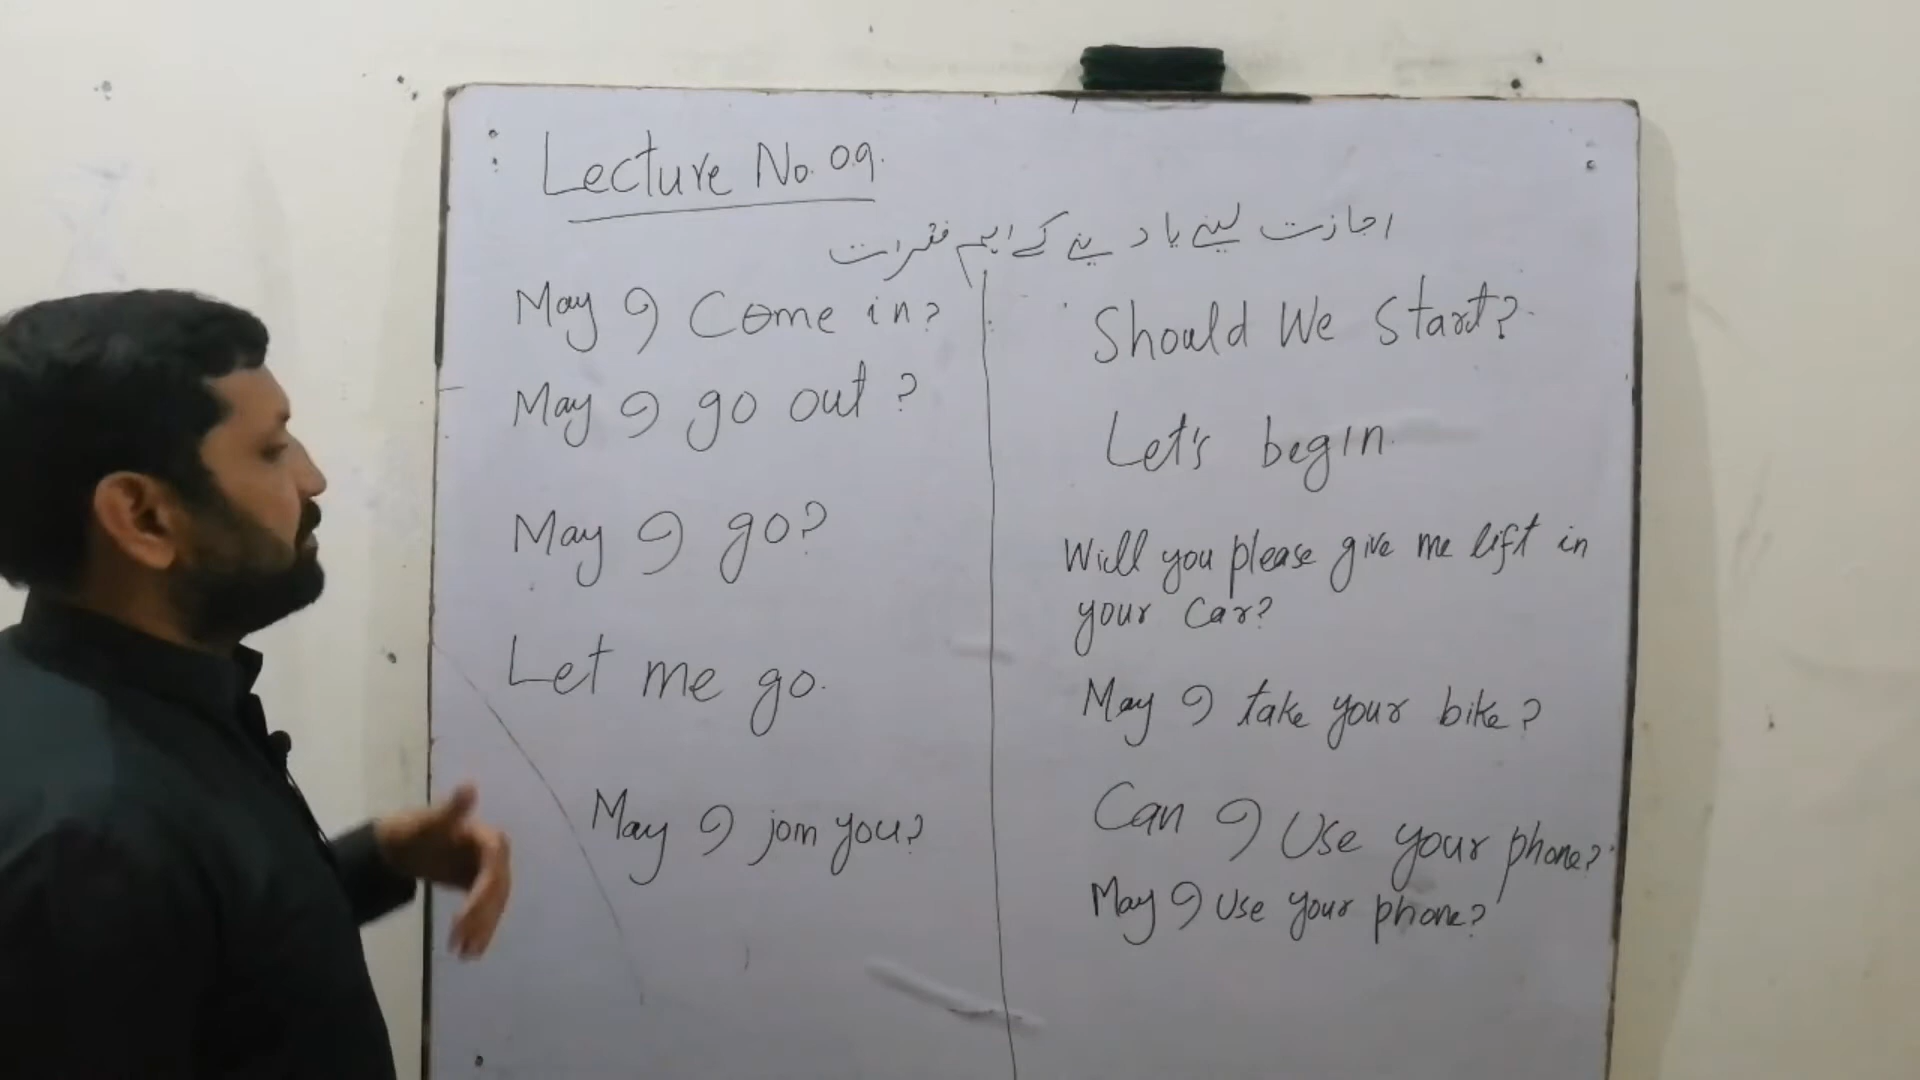 Lecture No. 09.
اجازت لینے یا دینے کے اہم فقرات
May I Come in?
May I go out?
May I go?
Let me go.
May I join you?
Should We Start?
Let's begin.
Will you please give me lift in
your Car?
May I take your bike?
Can I Use your phone?
May I Use your phone?